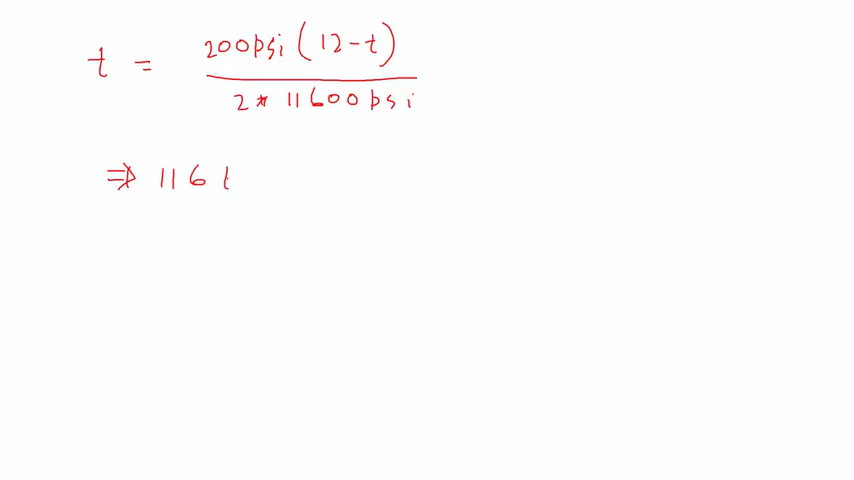 t = 200psi (12-t)
2 * 11600psi
⇒ 116 t